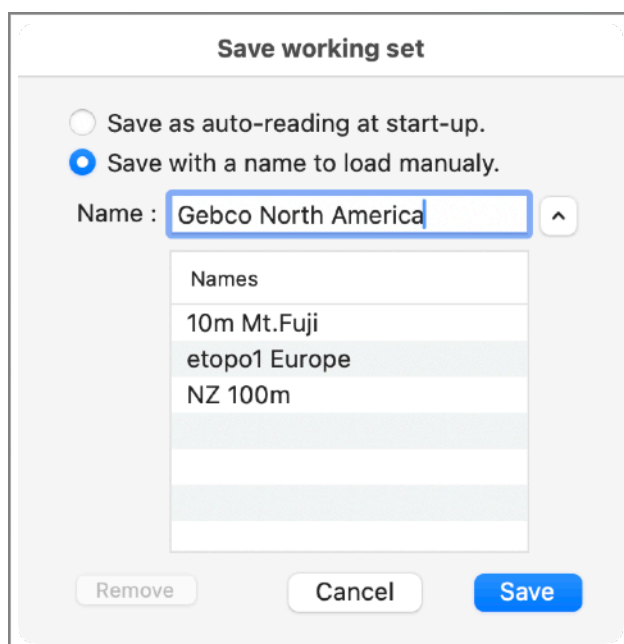 Save working set
Save as auto-reading at start-up.
Save with a name to load manualy.
Name : Gebco North America
Names
10m Mt.Fuji
etopo1 Europe
NZ 100m
Remove Cancel Save